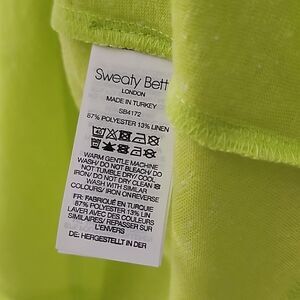 Sweaty Bett
LONDON
MADE IN TURKEY
SB4172
87% POLYESTER 13% LINEN
WARM GENTLE MACHINE
WASH/ DO NOT BLEACH/ DO
NOT TUMBLE DRY/ COOL
IRON/ DO NOT DRY CLEAN
WASH WITH SIMILAR
COLOURS/ IRON ON REVERSE
FR: FABRIQUÉ EN TURQUIE
87% POLYESTER 13% LIN
LAVER AVEC DES COULEURS
SIMILAIRES/ REPASSER SUR
L'ENVERS
DE: HERGESTELLT IN DER